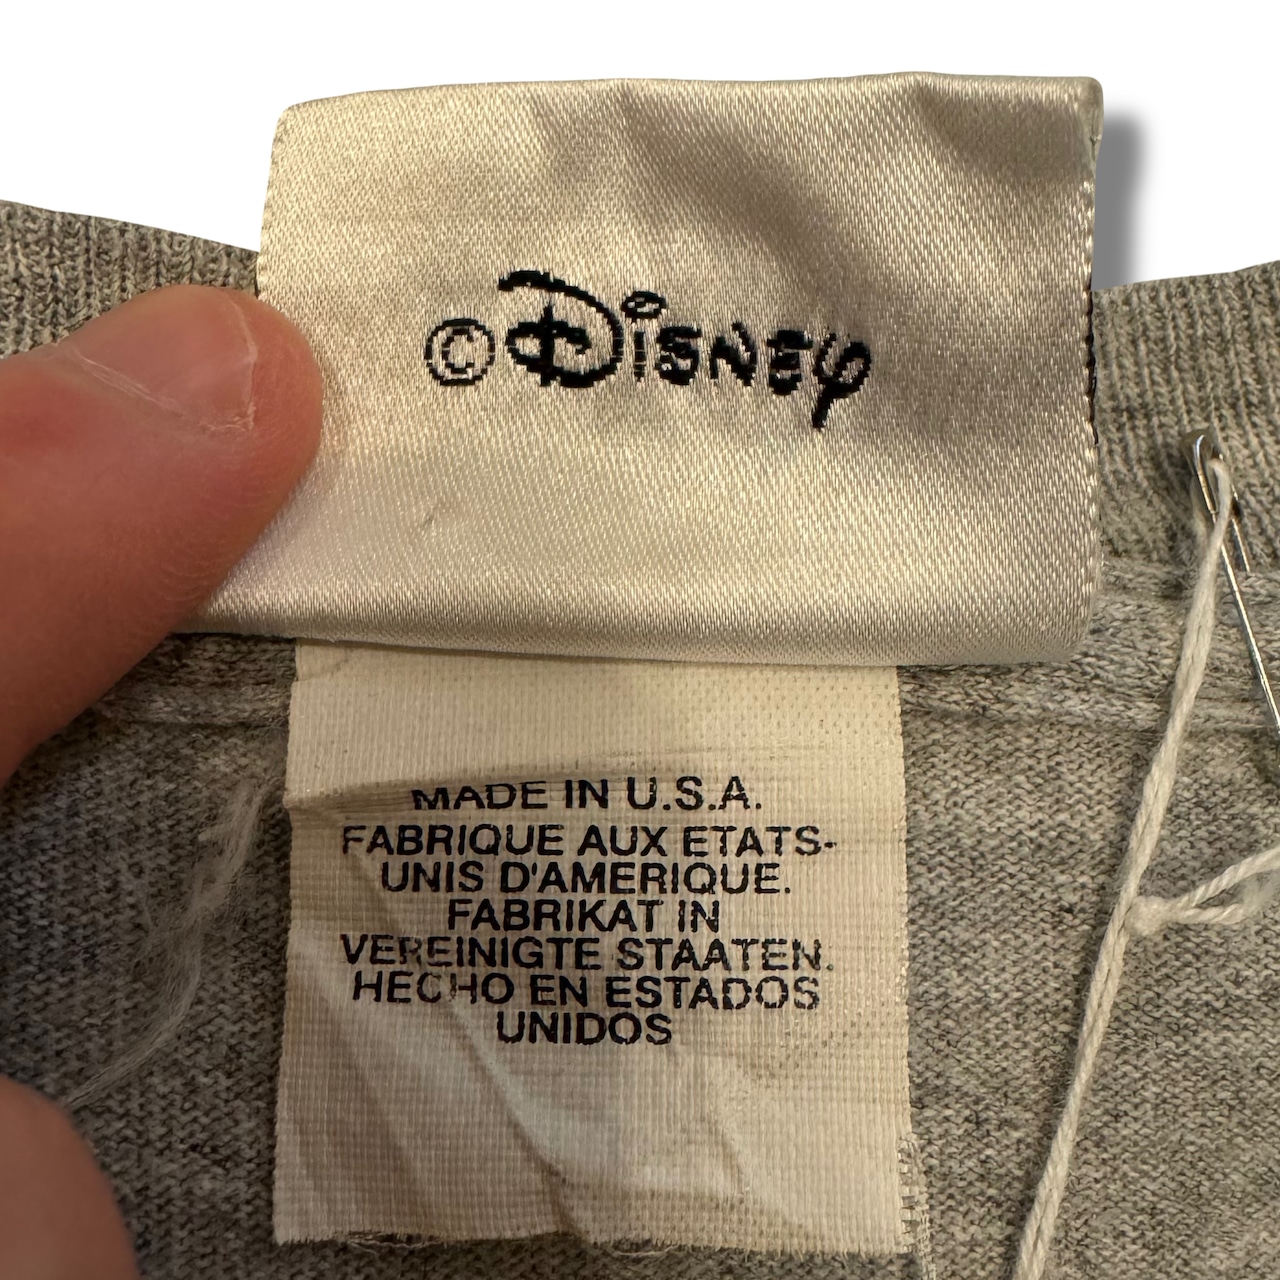 ©Disney
MADE IN U.S.A.
FABRIQUE AUX ETATS-
UNIS D'AMERIQUE.
FABRIKAT IN
VEREINIGTE STAATEN.
HECHO EN ESTADOS
UNIDOS